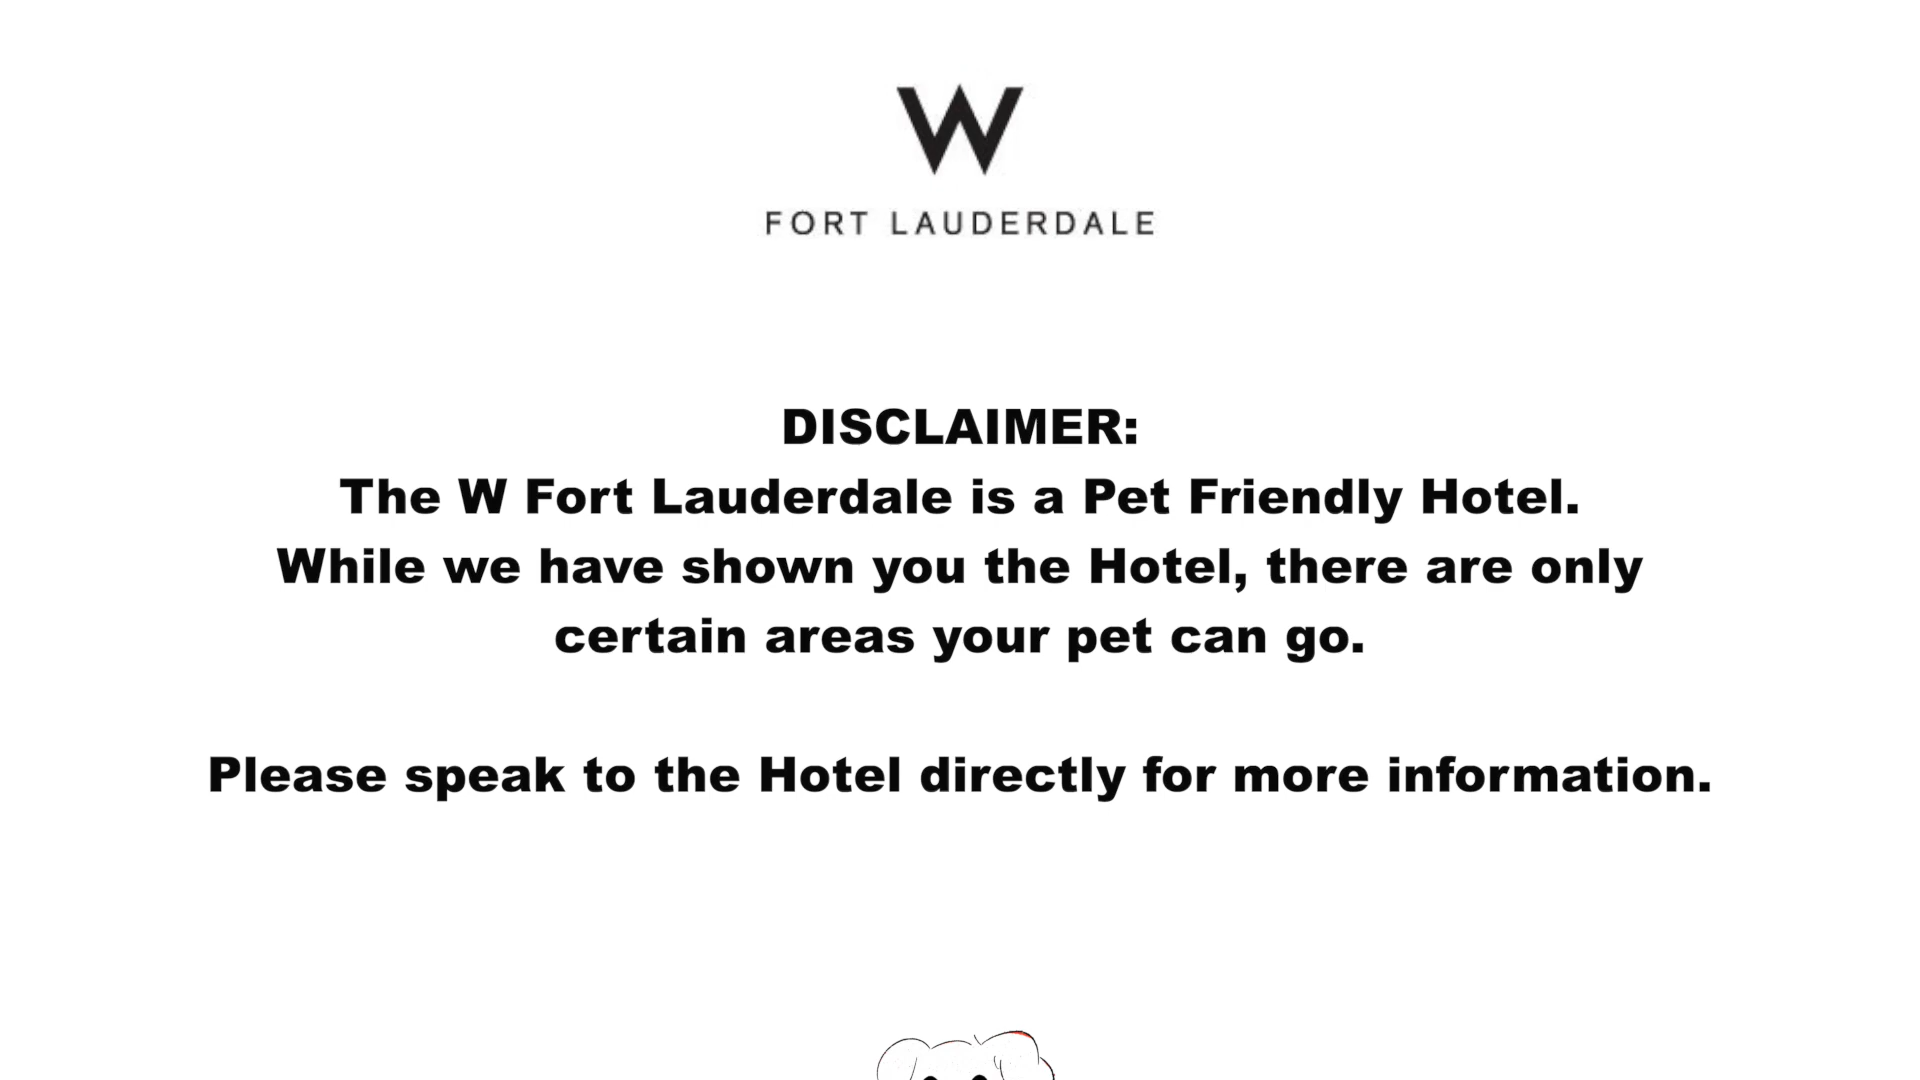 W
FORT LAUDERDALE
DISCLAIMER:
The W Fort Lauderdale is a Pet Friendly Hotel.
While we have shown you the Hotel, there are only
certain areas your pet can go.
Please speak to the Hotel directly for more information.